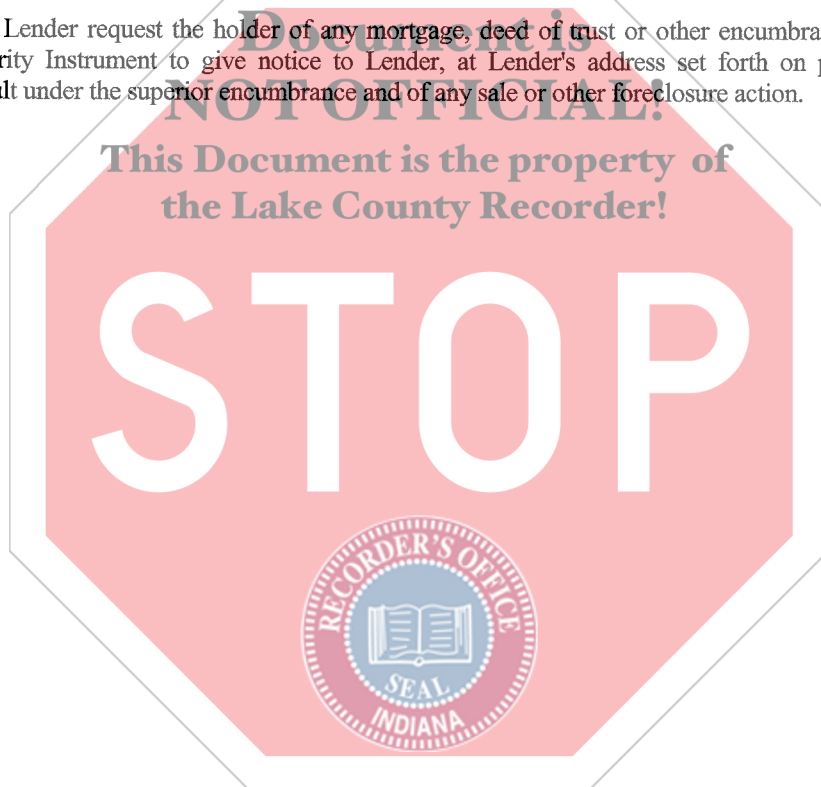 Lender request the holder of any mortgage, deed of trust or other encumbra
rity Instrument to give notice to Lender, at Lender's address set forth on p
lt under the superior encumbrance and of any sale or other foreclosure action.
Document is
NOT OFFICIAL!
This Document is the property of
the Lake County Recorder!
STOP
RECORDER'S OFFICE
SEAL
INDIANA